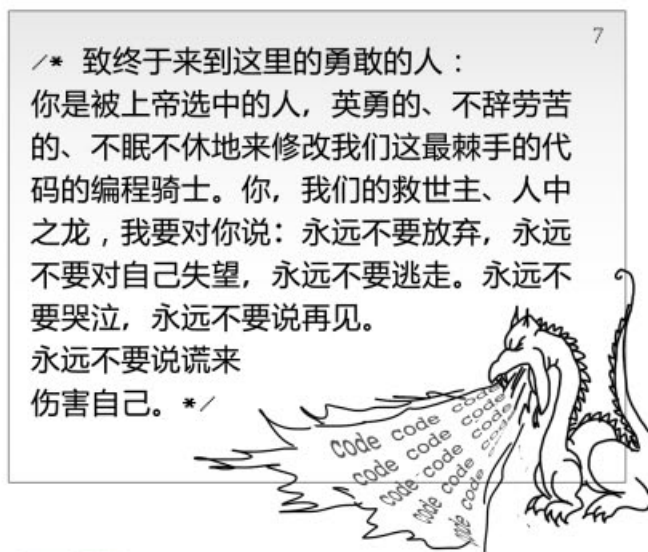 7
/* 致终于来到这里的勇敢的人：
你是被上帝选中的人，英勇的、不辞劳苦
的、不眠不休地来修改我们这最棘手的代
码的编程骑士。你，我们的救世主、人中
之龙，我要对你说：永远不要放弃，永远
不要对自己失望，永远不要逃走。永远不
要哭泣，永远不要说再见。
永远不要说谎来
伤害自己。*/
code code code
code code code
code code code
code code code
code code